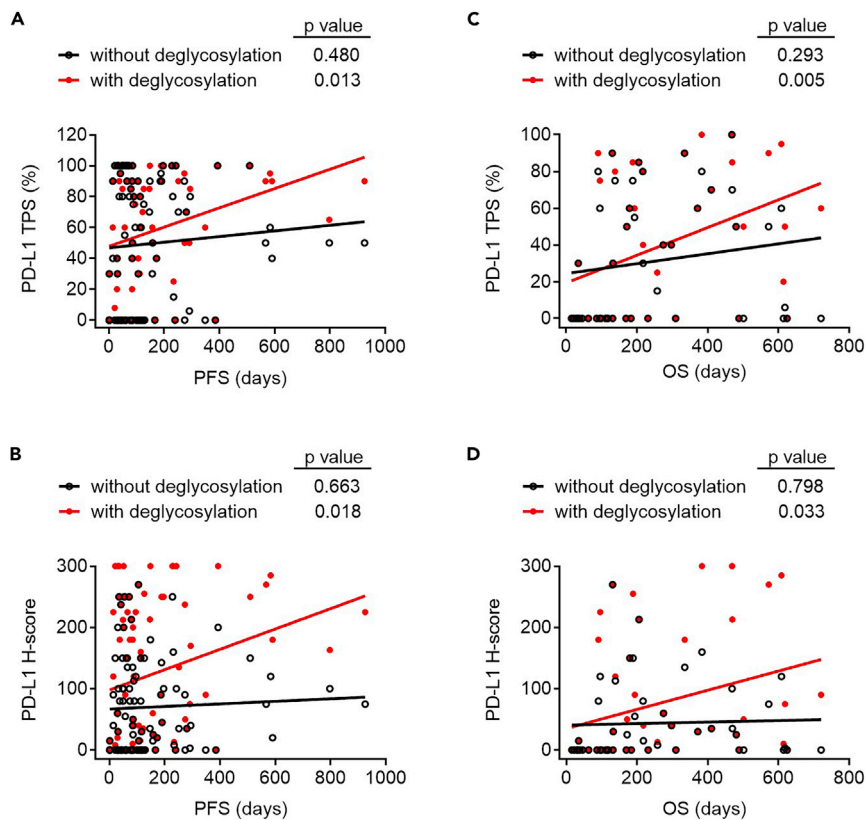 A
p value
without deglycosylation 0.480
with deglycosylation 0.013
PD-L1 TPS (%)
120
100
80
60
40
20
0
0 200 400 600 800 1000
PFS (days)
C
p value
without deglycosylation 0.293
with deglycosylation 0.005
PD-L1 TPS (%)
100
80
60
40
20
0
0 200 400 600 800
OS (days)
B
p value
without deglycosylation 0.663
with deglycosylation 0.018
PD-L1 H-score
300
200
100
0
0 200 400 600 800 1000
PFS (days)
D
p value
without deglycosylation 0.798
with deglycosylation 0.033
PD-L1 H-score
300
200
100
0
0 200 400 600 800
OS (days)